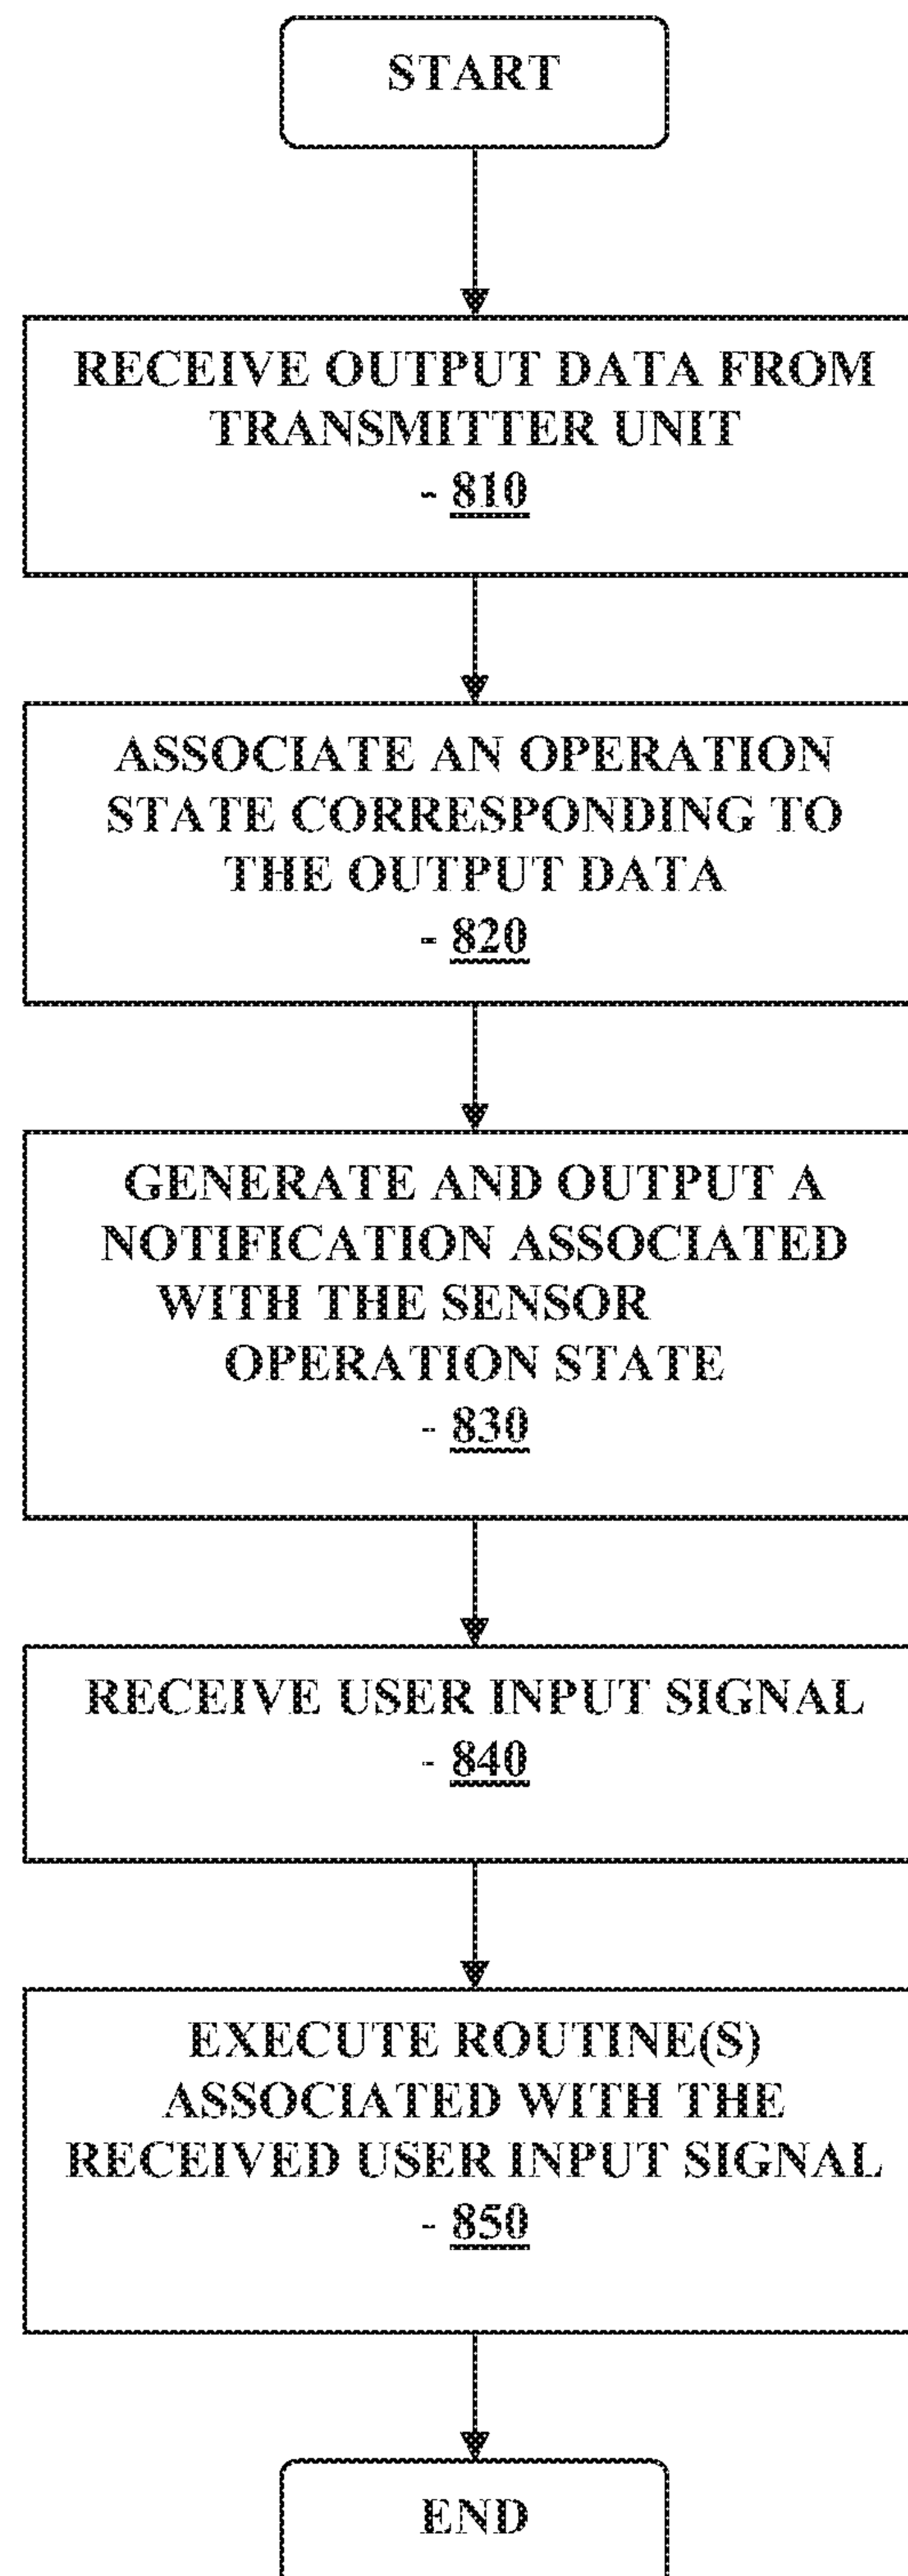 START
RECEIVE OUTPUT DATA FROM
TRANSMITTER UNIT
- 810
ASSOCIATE AN OPERATION
STATE CORRESPONDING TO
THE OUTPUT DATA
- 820
GENERATE AND OUTPUT A
NOTIFICATION ASSOCIATED
WITH THE SENSOR
OPERATION STATE
- 830
RECEIVE USER INPUT SIGNAL
- 840
EXECUTE ROUTINE(S)
ASSOCIATED WITH THE
RECEIVED USER INPUT SIGNAL
- 850
END